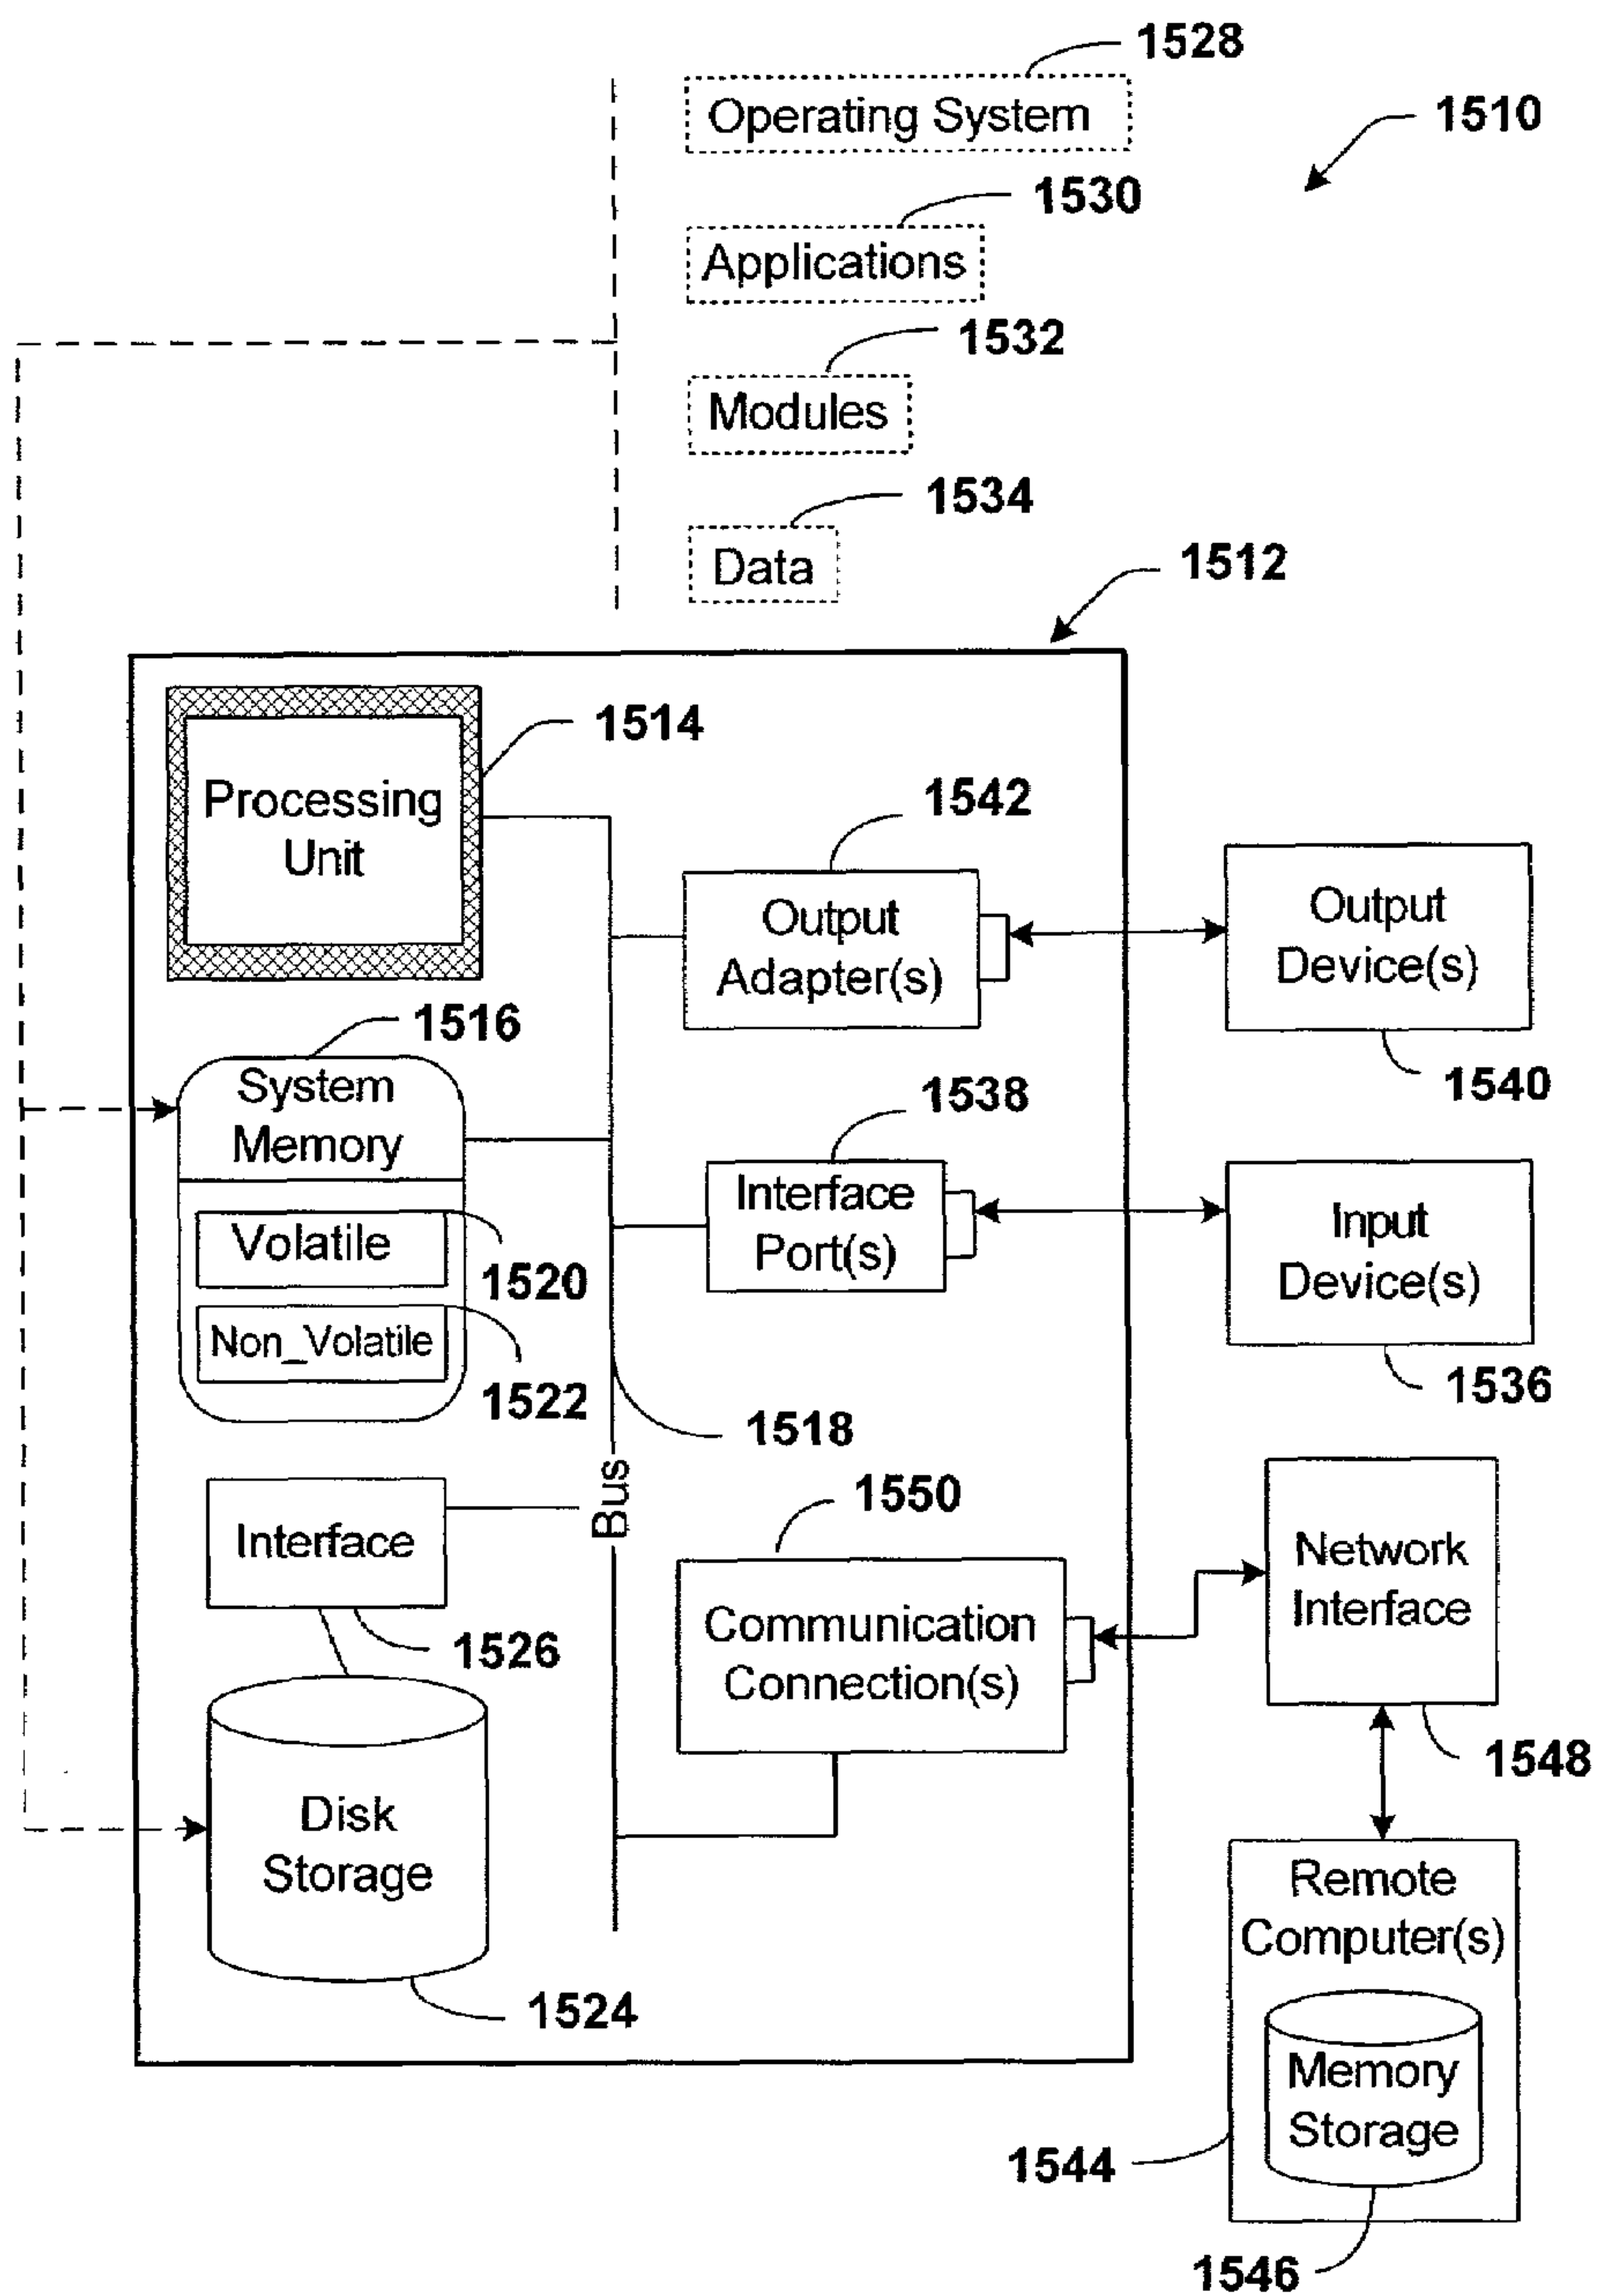 1528
Operating System
1510
1530
Applications
1532
Modules
1534
Data
1512
1514
Processing
Unit
1542
Output
Adapter(s)
Output
Device(s)
1540
1516
System
Memory
1538
Interface
Port(s)
Input
Device(s)
1536
Volatile
1520
Non_Volatile
1522
1518
Bus
1550
Interface
1526
Communication
Connection(s)
Network
Interface
1548
Disk
Storage
1524
Remote
Computer(s)
Memory
Storage
1544
1546